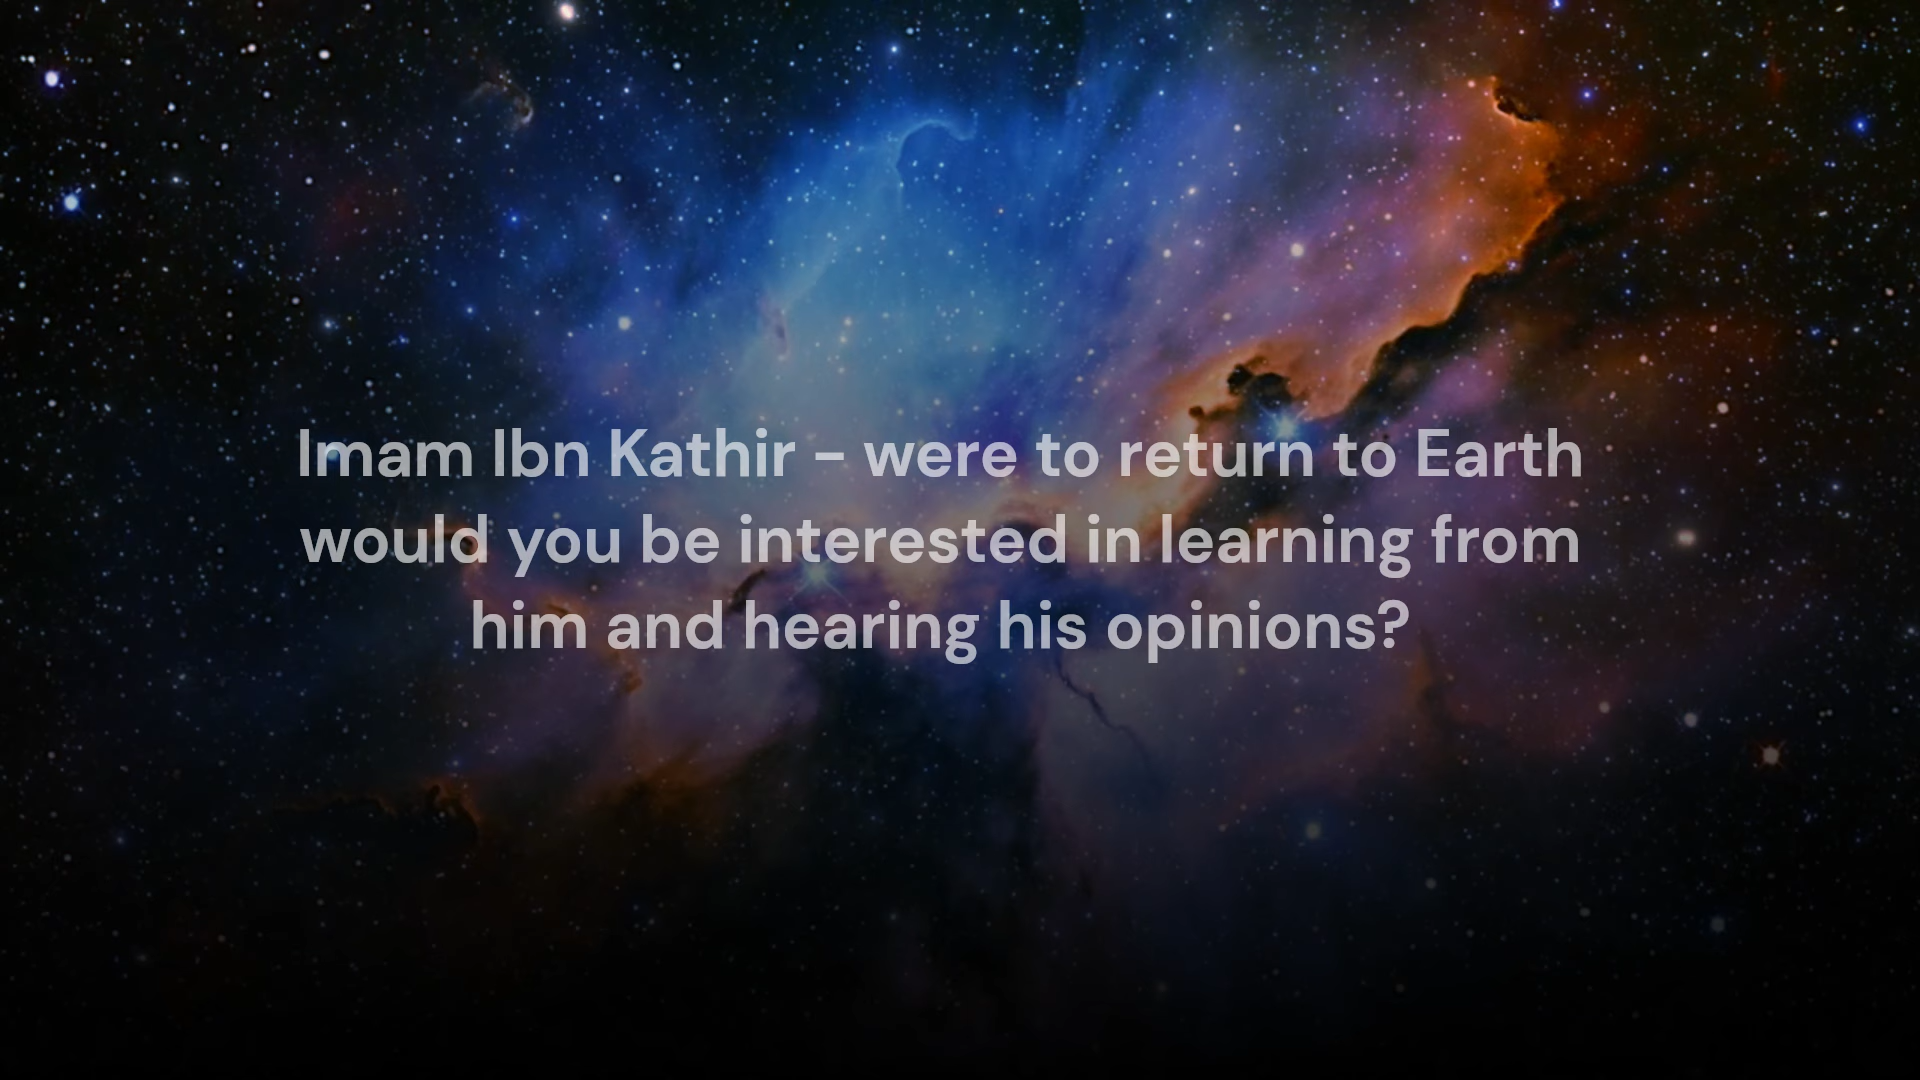 Imam Ibn Kathir – were to return to Earth
would you be interested in learning from
him and hearing his opinions?